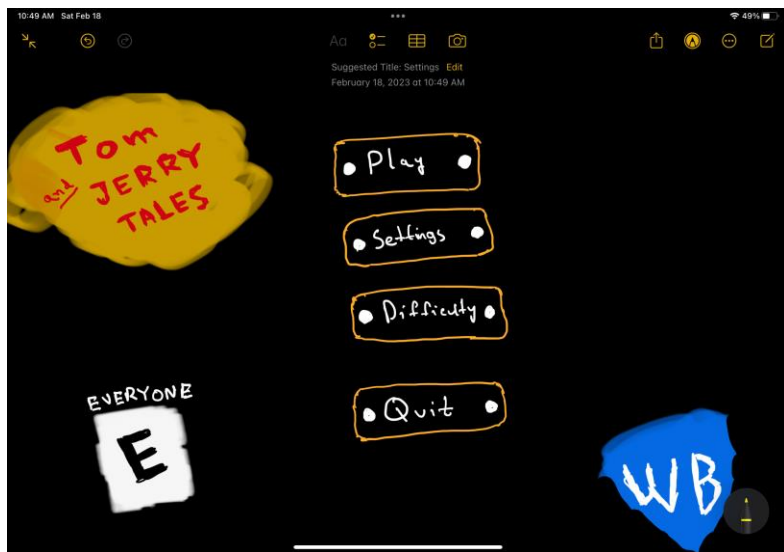 10:49 AM Sat Feb 18
49%
Aa
Suggested Title: Settings Edit
February 18, 2023 at 10:49 AM
Tom
and JERRY
TALES
Play
Settings
Difficulty
Quit
EVERYONE
E
WB